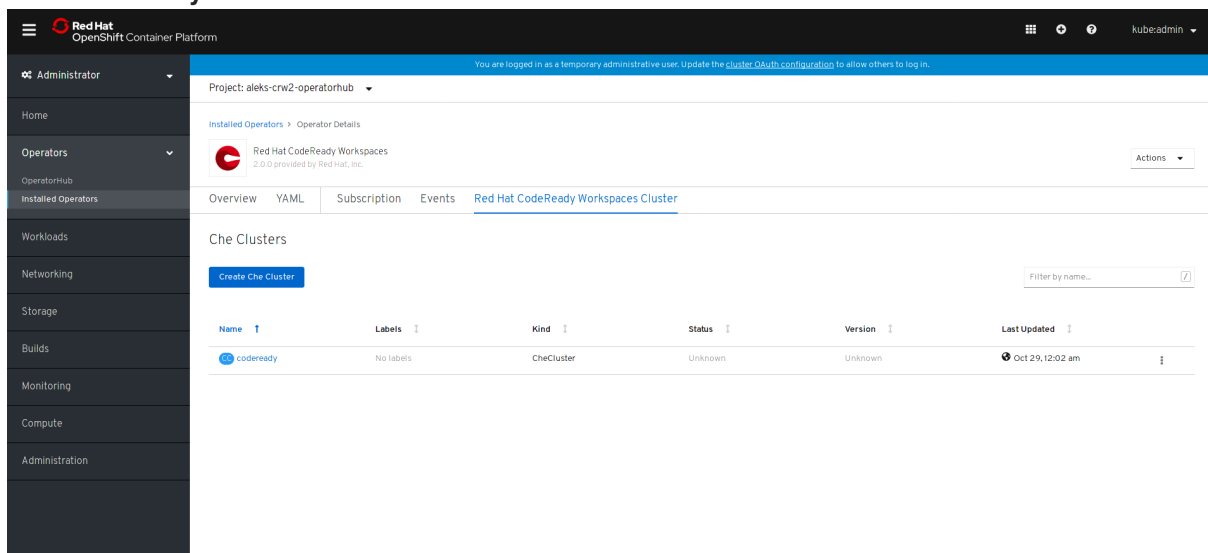 Red Hat
OpenShift Container Platform
kube:admin
Administrator
You are logged in as a temporary administrative user. Update the cluster OAuth configuration to allow others to log in.
Project: aleks-crw2-operatorhub
Home
Installed Operators > Operator Details
Operators
Red Hat CodeReady Workspaces
2.0.0 provided by Red Hat, Inc.
Actions
OperatorHub
Installed Operators
Overview YAML Subscription Events Red Hat CodeReady Workspaces Cluster
Workloads
Che Clusters
Networking
Create Che Cluster
Filter by name...
/
Storage
Name Labels Kind Status Version Last Updated
Builds
CC codeready No labels CheCluster Unknown Unknown Oct 29, 12:02 am
Monitoring
Compute
Administration